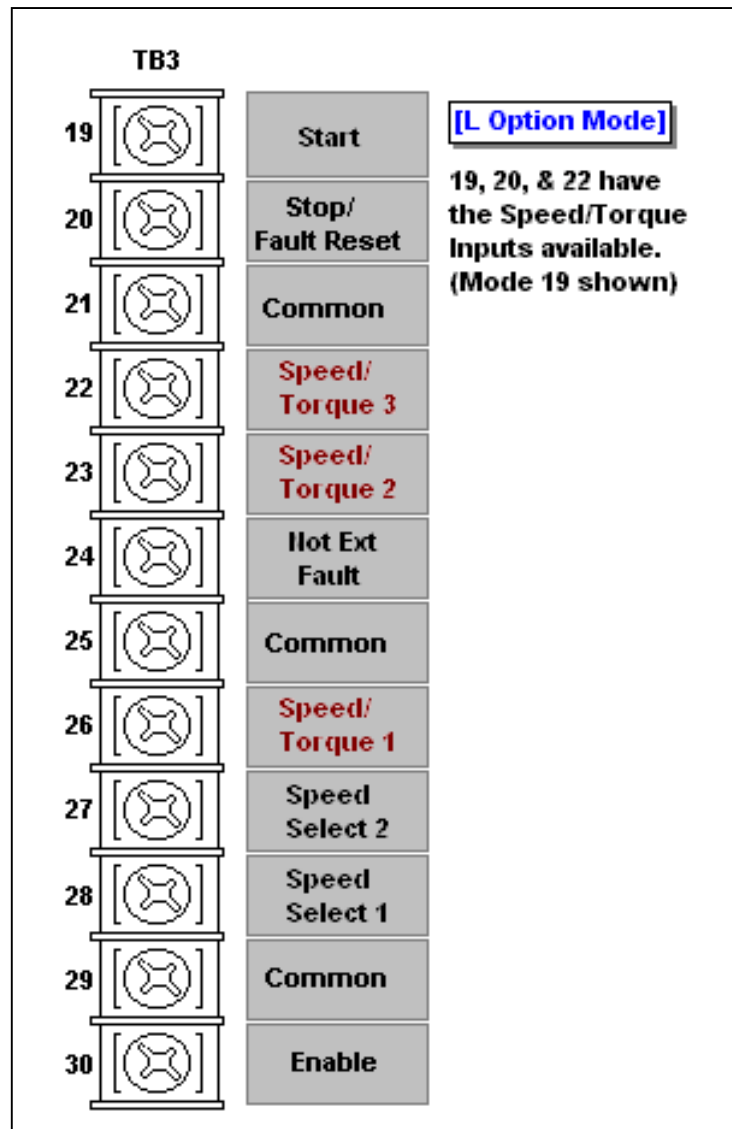 TB3
19
Start
[L Option Mode]
19, 20, & 22 have
the Speed/Torque
Inputs available.
(Mode 19 shown)
20
Stop/
Fault Reset
21
Common
22
Speed/
Torque 3
23
Speed/
Torque 2
24
Not Ext
Fault
25
Common
26
Speed/
Torque 1
27
Speed
Select 2
28
Speed
Select 1
29
Common
30
Enable